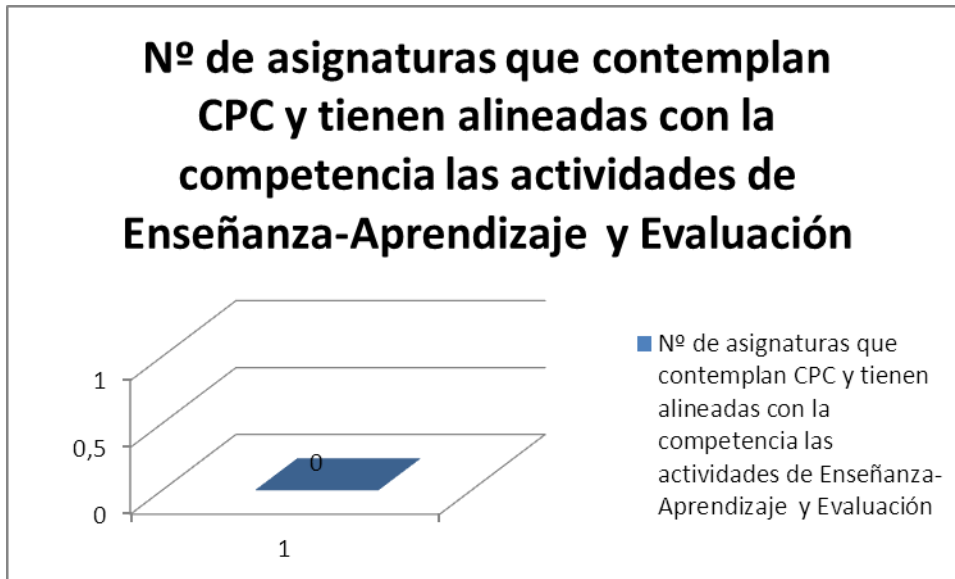 Nº de asignaturas que contemplan
CPC y tienen alineadas con la
competencia las actividades de
Enseñanza-Aprendizaje y Evaluación
1
0,5
0
0
1
Nº de asignaturas que
contemplan CPC y tienen
alineadas con la
competencia las
actividades de Enseñanza-
Aprendizaje y Evaluación